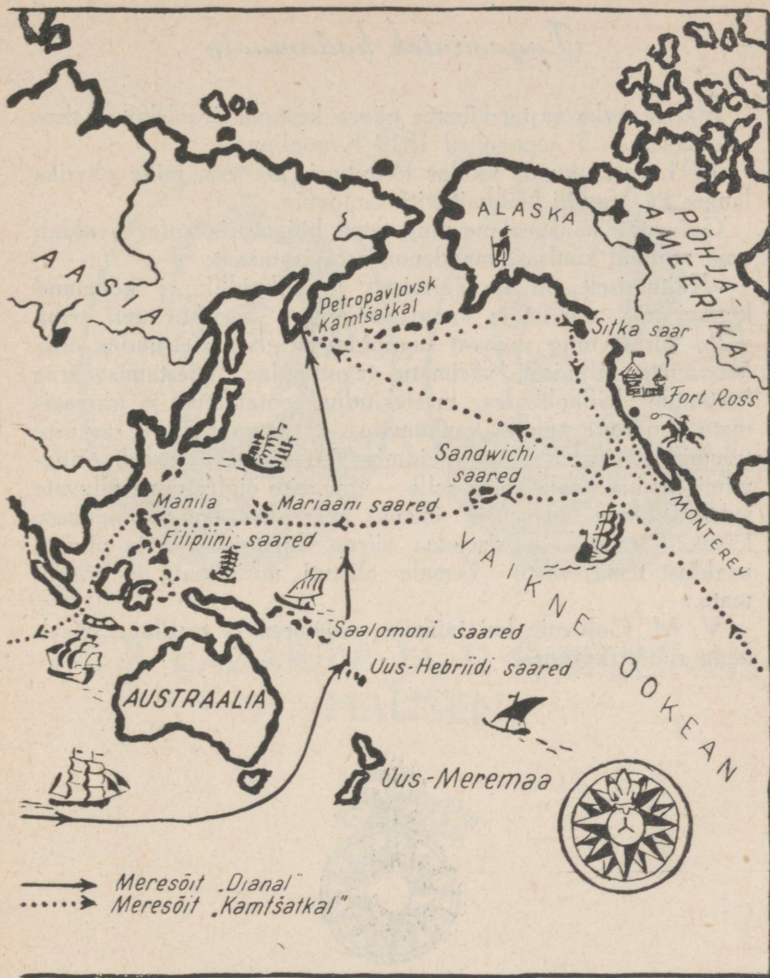 ALASKA
PÕHJA-
AMEERIKA
AASIA
Petropavlovsk
Kamtšatkal
Sitka saar
Fort Ross
Sandwichi
saared
Manila
Mariaani saared
MONTEREY
Filipiini saared
VAIKNE OOKEAN
Saalomoni saared
Uus-Hebriidi saared
AUSTRAALIA
Uus-Meremaa
Meresõit „Dianal"
Meresõit „Kamtšatkal"